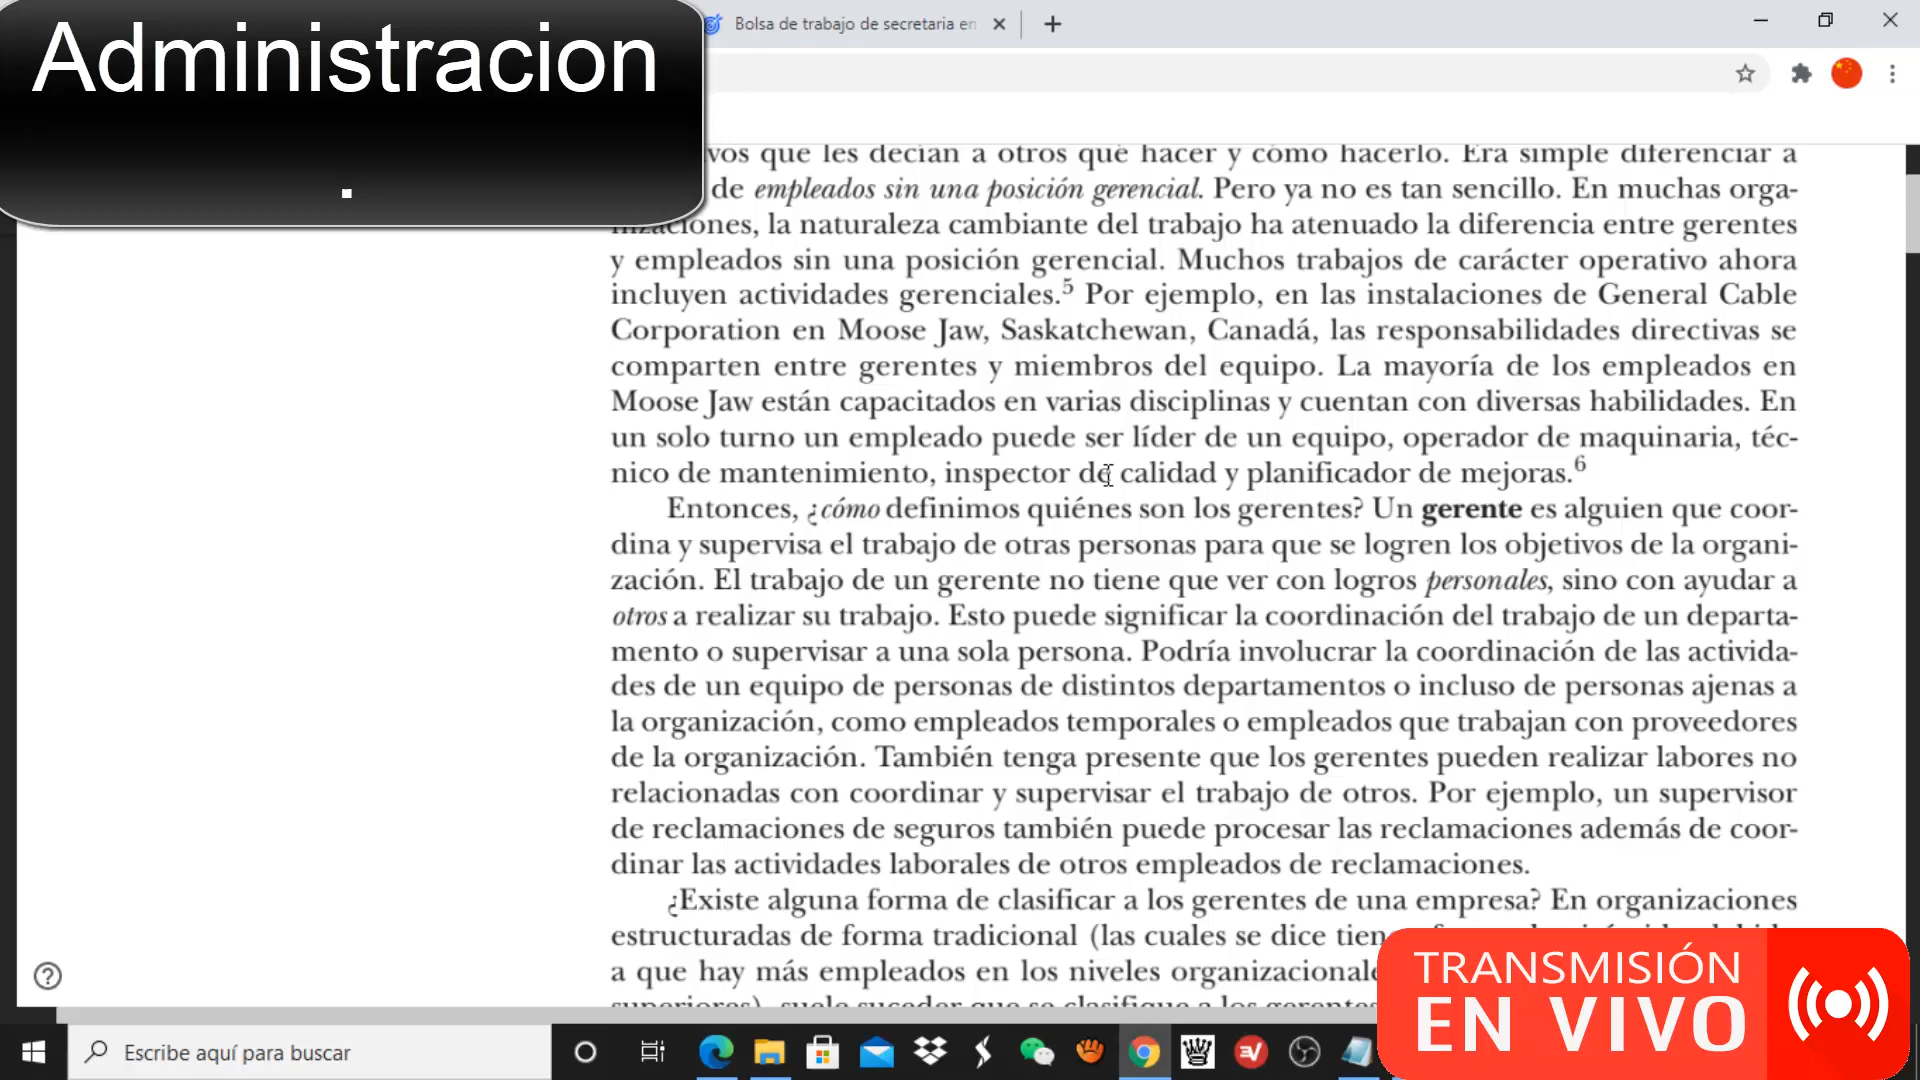 Administracion
.
Bolsa de trabajo de secretaria en
vos que les decían a otros qué hacer y cómo hacerlo. Era simple diferenciar a
de empleados sin una posición gerencial. Pero ya no es tan sencillo. En muchas orga-
nizaciones, la naturaleza cambiante del trabajo ha atenuado la diferencia entre gerentes
y empleados sin una posición gerencial. Muchos trabajos de carácter operativo ahora
incluyen actividades gerenciales.⁵ Por ejemplo, en las instalaciones de General Cable
Corporation en Moose Jaw, Saskatchewan, Canadá, las responsabilidades directivas se
comparten entre gerentes y miembros del equipo. La mayoría de los empleados en
Moose Jaw están capacitados en varias disciplinas y cuentan con diversas habilidades. En
un solo turno un empleado puede ser líder de un equipo, operador de maquinaria, téc-
nico de mantenimiento, inspector de calidad y planificador de mejoras.⁶
Entonces, ¿cómo definimos quiénes son los gerentes? Un gerente es alguien que coor-
dina y supervisa el trabajo de otras personas para que se logren los objetivos de la organi-
zación. El trabajo de un gerente no tiene que ver con logros personales, sino con ayudar a
otros a realizar su trabajo. Esto puede significar la coordinación del trabajo de un departa-
mento o supervisar a una sola persona. Podría involucrar la coordinación de las activida-
des de un equipo de personas de distintos departamentos o incluso de personas ajenas a
la organización, como empleados temporales o empleados que trabajan con proveedores
de la organización. También tenga presente que los gerentes pueden realizar labores no
relacionadas con coordinar y supervisar el trabajo de otros. Por ejemplo, un supervisor
de reclamaciones de seguros también puede procesar las reclamaciones además de coor-
dinar las actividades laborales de otros empleados de reclamaciones.
¿Existe alguna forma de clasificar a los gerentes de una empresa? En organizaciones
estructuradas de forma tradicional (las cuales se dice
a que hay más empleados en los niveles
superiores), suele suceder que se clasifique a los gerentes
TRANSMISIÓN
EN VIVO
Escribe aquí para buscar